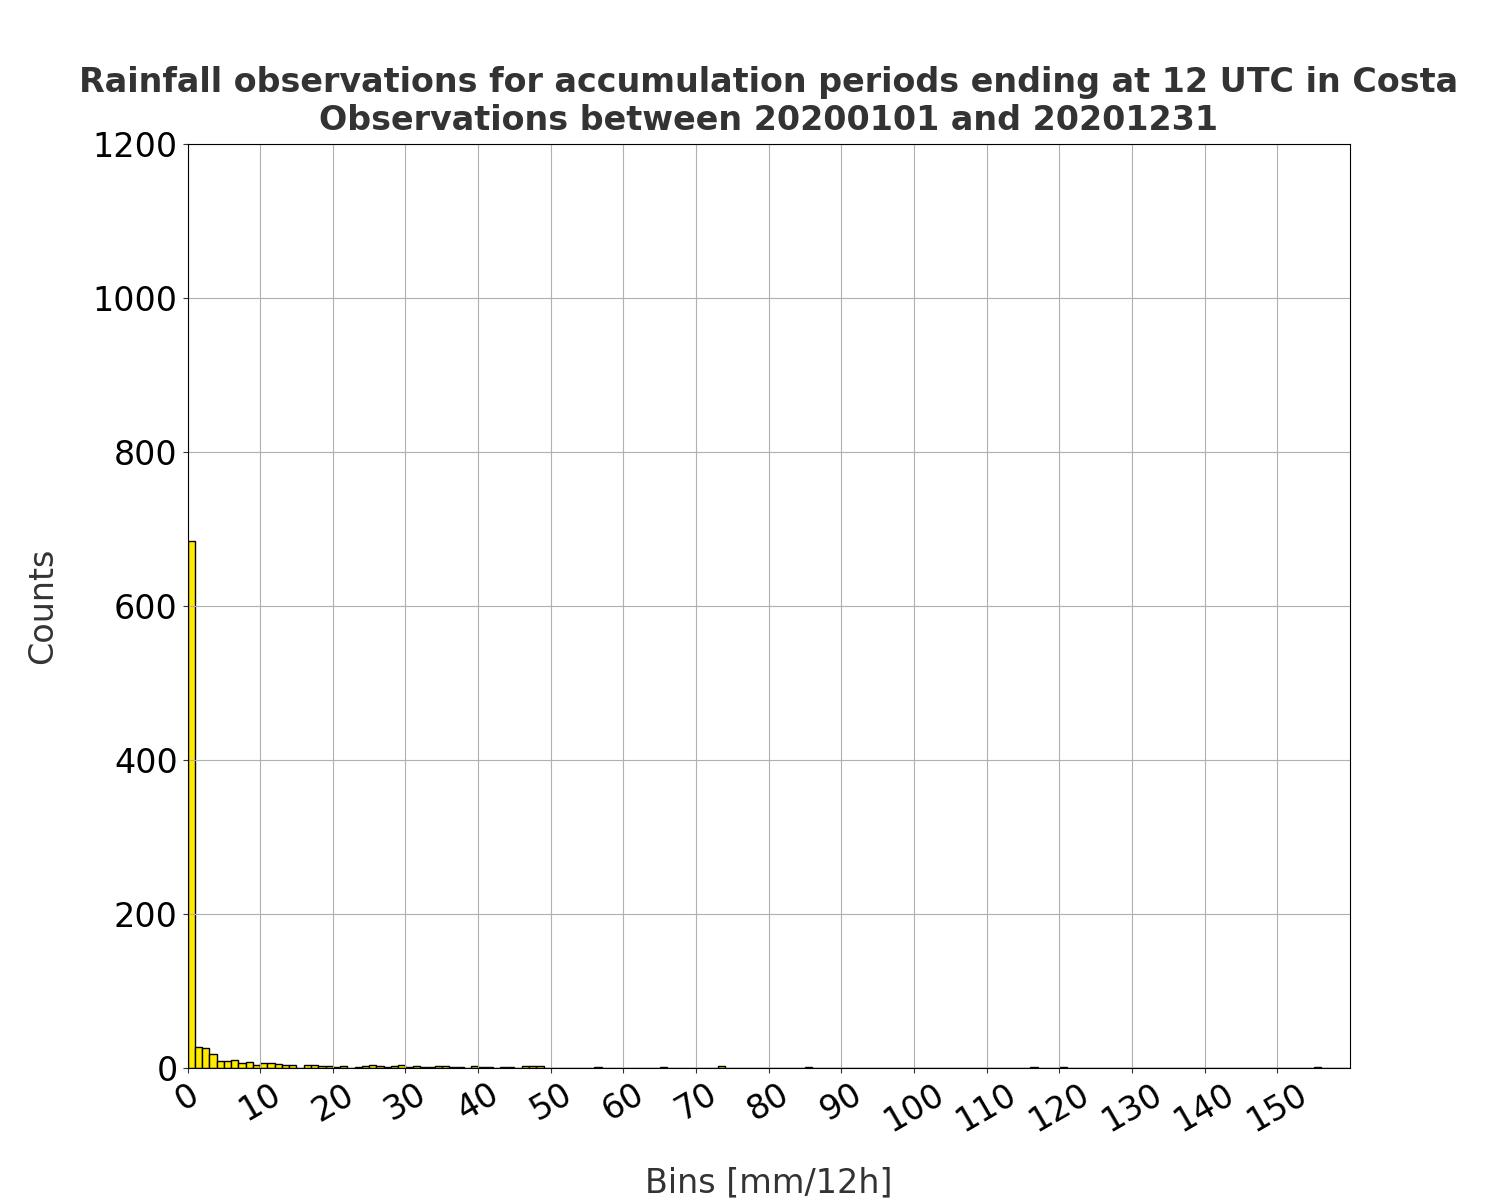 Rainfall observations for accumulation periods ending at 12 UTC in Costa
Observations between 20200101 and 20201231
1200
1000
800
600
400
200
0
Counts
0 10 20 30 40 50 60 70 80 90 100 110 120 130 140 150
Bins [mm/12h]